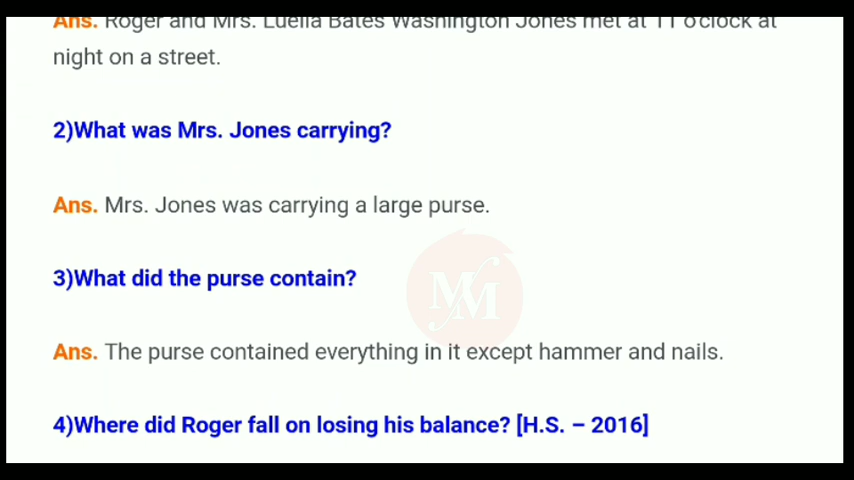 Ans. Roger and Mrs. Luella Bates Washington Jones met at 11 o'clock at
night on a street.
2)What was Mrs. Jones carrying?
Ans. Mrs. Jones was carrying a large purse.
3)What did the purse contain?
MM
Ans. The purse contained everything in it except hammer and nails.
4)Where did Roger fall on losing his balance? [H.S. – 2016]